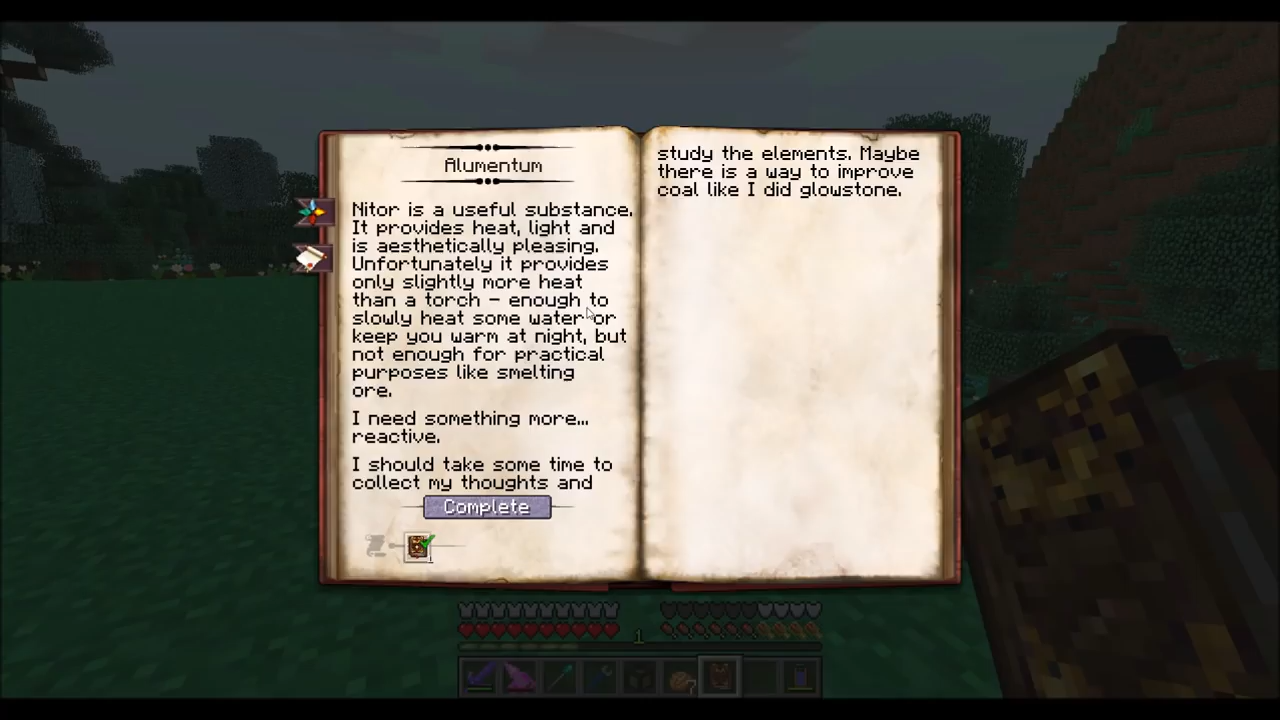 Alumentum
Nitor is a useful substance.
It provides heat, light and
is aesthetically pleasing.
Unfortunately it provides
only slightly more heat
than a torch - enough to
slowly heat some water or
keep you warm at night, but
not enough for practical
purposes like smelting
ore.
I need something more...
reactive.
I should take some time to
collect my thoughts and
Complete
1
study the elements. Maybe
there is a way to improve
coal like I did glowstone.
1
7